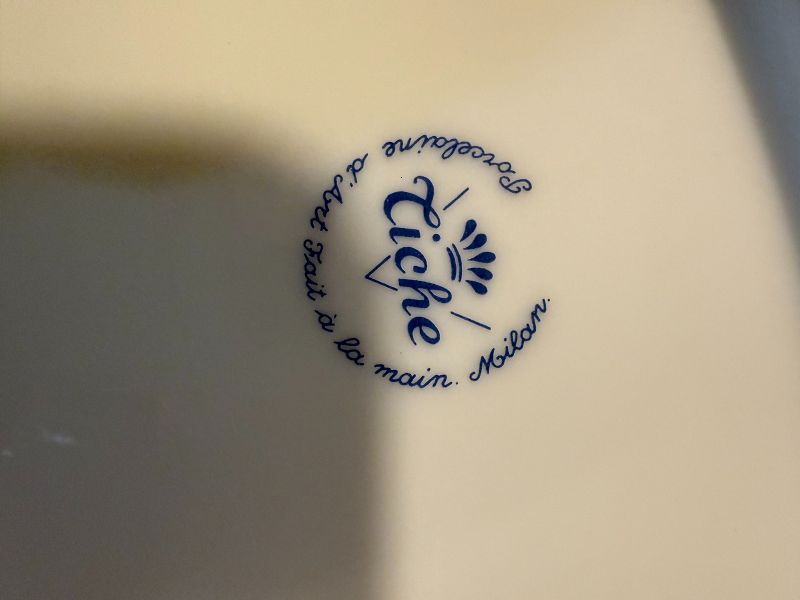 Tiche
Porcelaine d'Art Fait à la main. Milan.